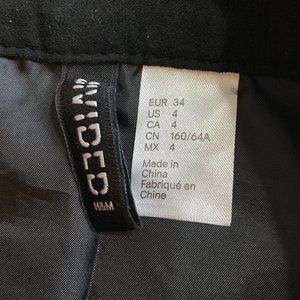 DIVIDED
H&M
EUR 34
US 4
CA 4
CN 160/64A
MX 4
Made in
China
Fabriqué en
Chine